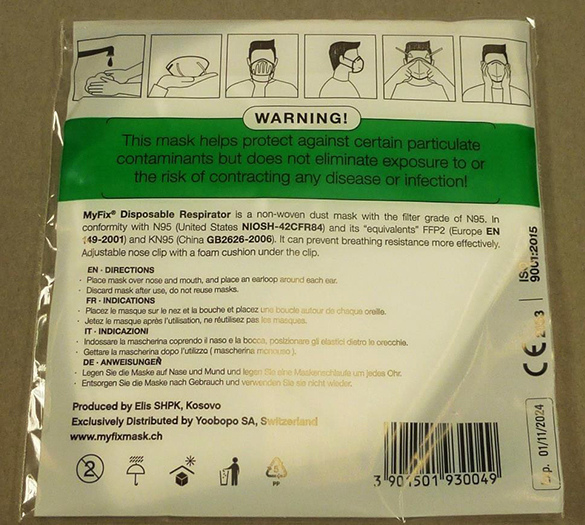 WARNING!
This mask helps protect against certain particulate
contaminants but does not eliminate exposure to or
the risk of contracting any disease or infection!
MyFix® Disposable Respirator is a non-woven dust mask with the filter grade of N95. In
conformity with N95 (United States NIOSH-42CFR84) and its "equivalents" FFP2 (Europe EN
149-2001) and KN95 (China GB2626-2006). It can prevent breathing resistance more effectively.
Adjustable nose clip with a foam cushion under the clip.
EN · DIRECTIONS
· Place mask over nose and mouth, and place an earloop around each ear.
· Discard mask after use, do not reuse masks.
FR · INDICATIONS
· Placez le masque sur le nez et la bouche et placez une boucle autour de chaque oreille.
· Jetez le masque après l'utilisation, ne réutilisez pas les masques.
IT · INDICAZIONI
· Indossare la mascherina coprendo il naso e la bocca, posizionando gli elastici dietro le orecchie.
· Gettare la mascherina dopo l'utilizzo ( mascherina monouso ).
DE · ANWEISUNGEN
· Legen Sie die Maske auf Nase und Mund und legen Sie eine Maskenschlaufe um jedes Ohr.
· Entsorgen Sie die Maske nach Gebrauch und verwenden Sie sie nicht wieder.
Produced by Elis SHPK, Kosovo
Exclusively Distributed by Yoobopo SA, Switzerland
www.myfixmask.ch
2
5
PP
3 901501 930049
ISO
9001:2015
CE
01/11/2024